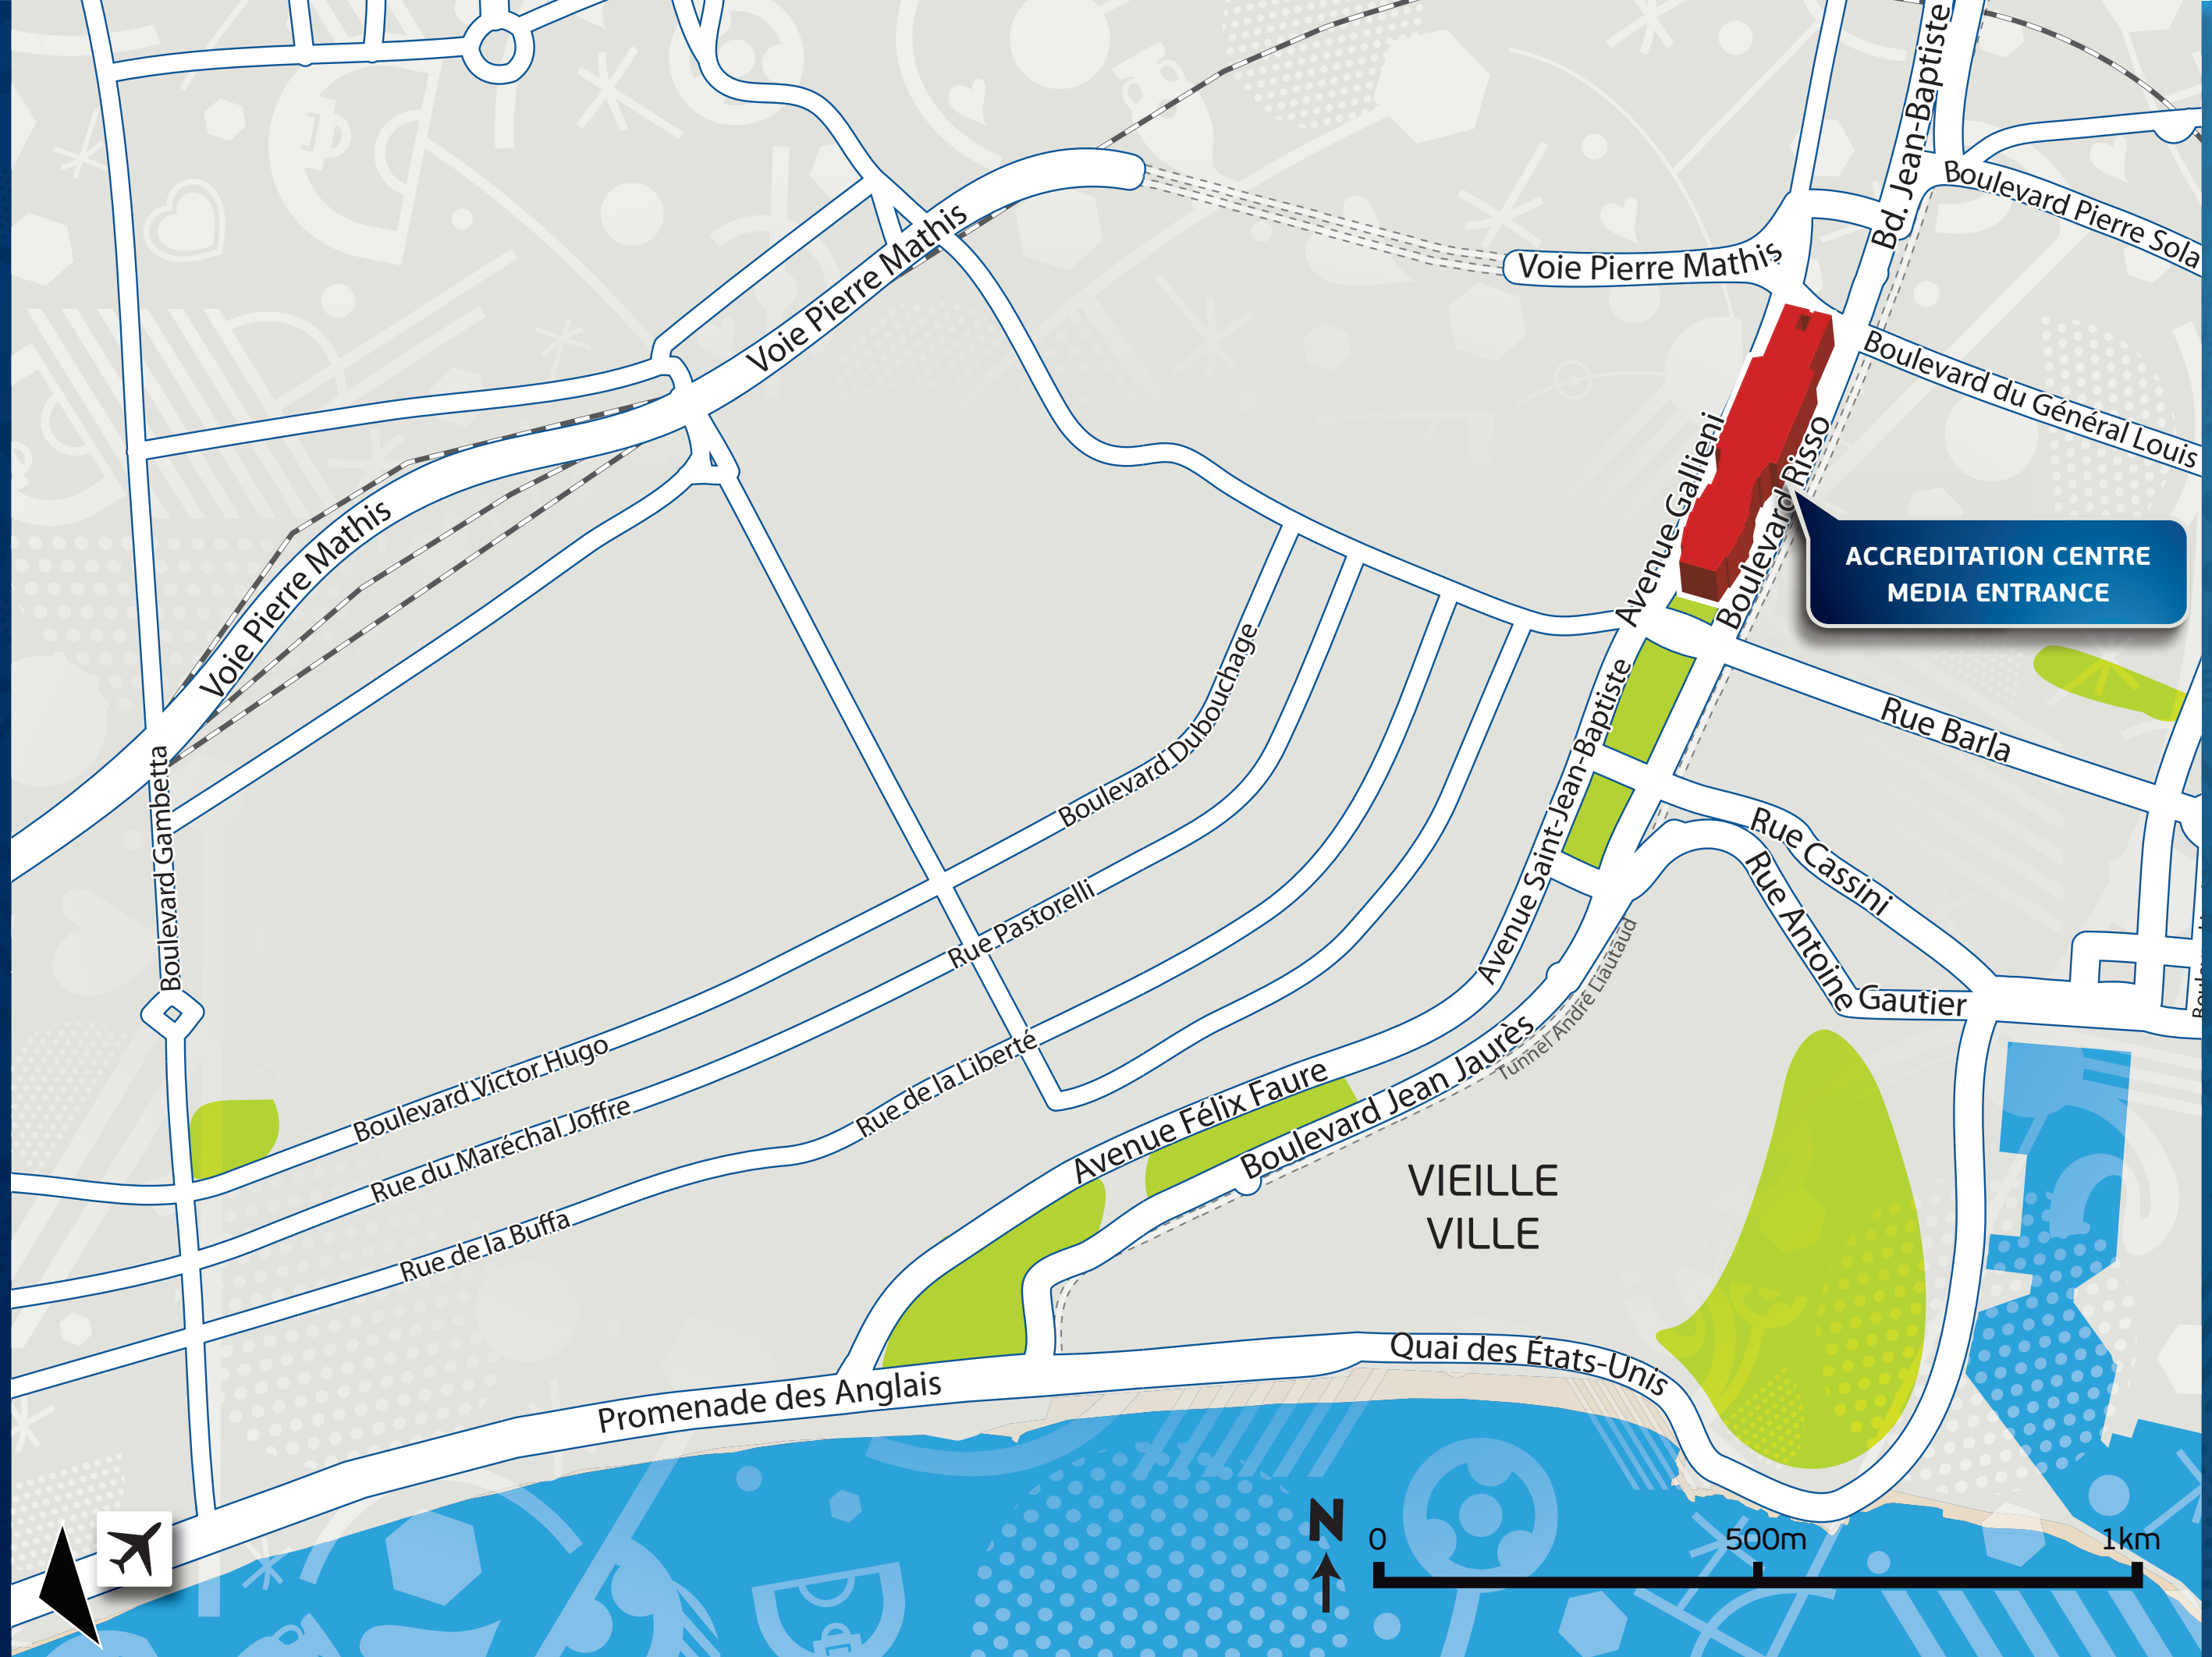 Bd. Jean-Baptiste
Boulevard Pierre Sola
Voie Pierre Mathis
Voie Pierre Mathis
Boulevard du Général Louis
Avenue Gallieni
Boulevard Risso
ACCREDITATION CENTRE
MEDIA ENTRANCE
Voie Pierre Mathis
Boulevard Dubouchage
Avenue Saint-Jean-Baptiste
Rue Barla
Boulevard Gambetta
Rue Cassini
Rue Antoine
Gautier
Rue Pastorelli
Tunnel André Liautaud
Boulevard Victor Hugo
Rue de la Liberté
Avenue Félix Faure
Boulevard Jean Jaurès
Rue du Maréchal Joffre
VIEILLE
VILLE
Rue de la Buffa
Quai des États-Unis
Promenade des Anglais
N
0 500m 1km